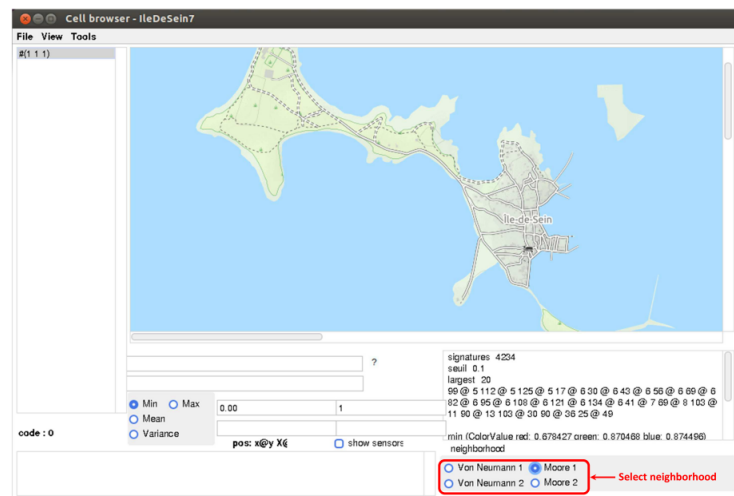 Cell browser - IleDeSein7
File View Tools
#(1 1 1)
Île-de-Sein
?
signatures 4234
seuil 0.1
largest 20
99 @ 5 112 @ 5 125 @ 5 17 @ 6 30 @ 6 43 @ 6 56 @ 6 69 @ 6
82 @ 6 95 @ 6 108 @ 6 121 @ 6 134 @ 6 41 @ 7 69 @ 8 103 @
11 90 @ 13 103 @ 30 90 @ 36 25 @ 49
min (ColorValue red: 0.678427 green: 0.870468 blue: 0.874496)
Min Max
Mean
Variance
0.00 1
code : 0
pos: x@y X@
show sensors
neighborhood
Von Neumann 1 Moore 1
Von Neumann 2 Moore 2
Select neighborhood